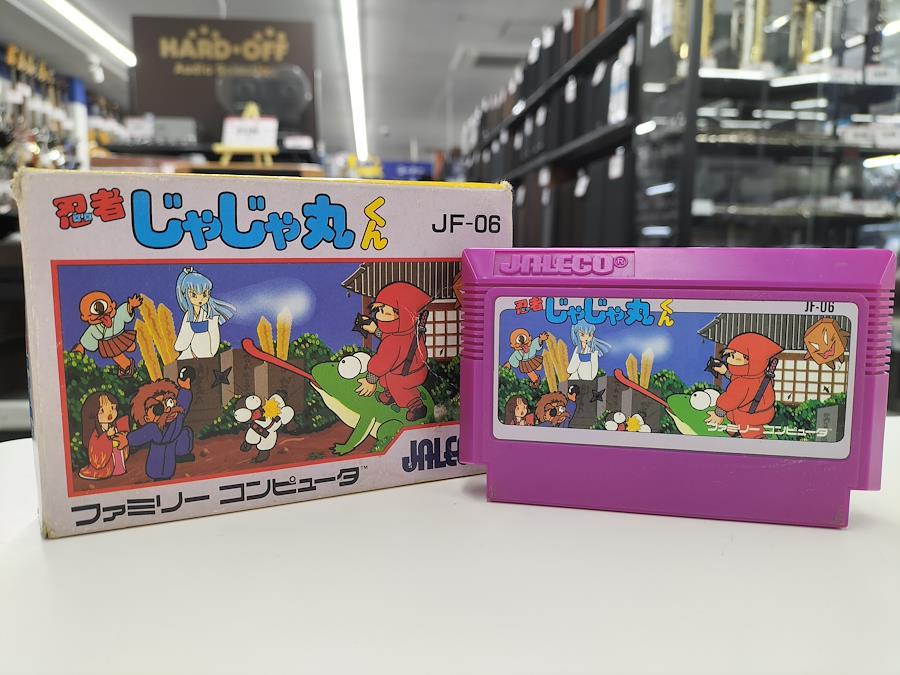 HARD・OFF
忍者じゃじゃ丸くん
JF-06
JALECO
ファミリー コンピュータ™
JALECO®
忍者じゃじゃ丸くん
JF-06
ファミリー コンピュータ